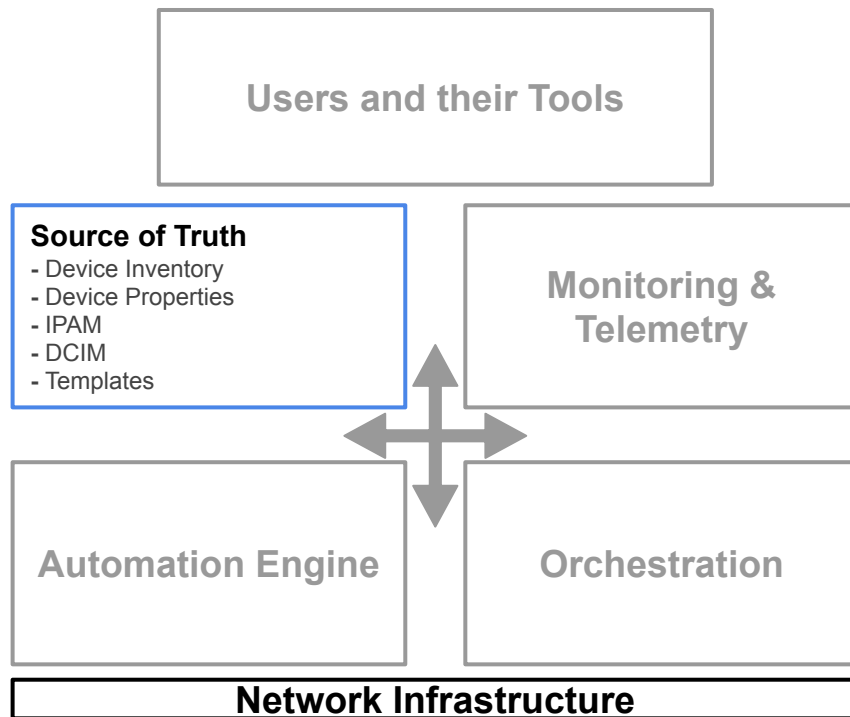 Users and their Tools
Source of Truth
- Device Inventory
- Device Properties
- IPAM
- DCIM
- Templates
Monitoring &
Telemetry
Automation Engine
Orchestration
Network Infrastructure